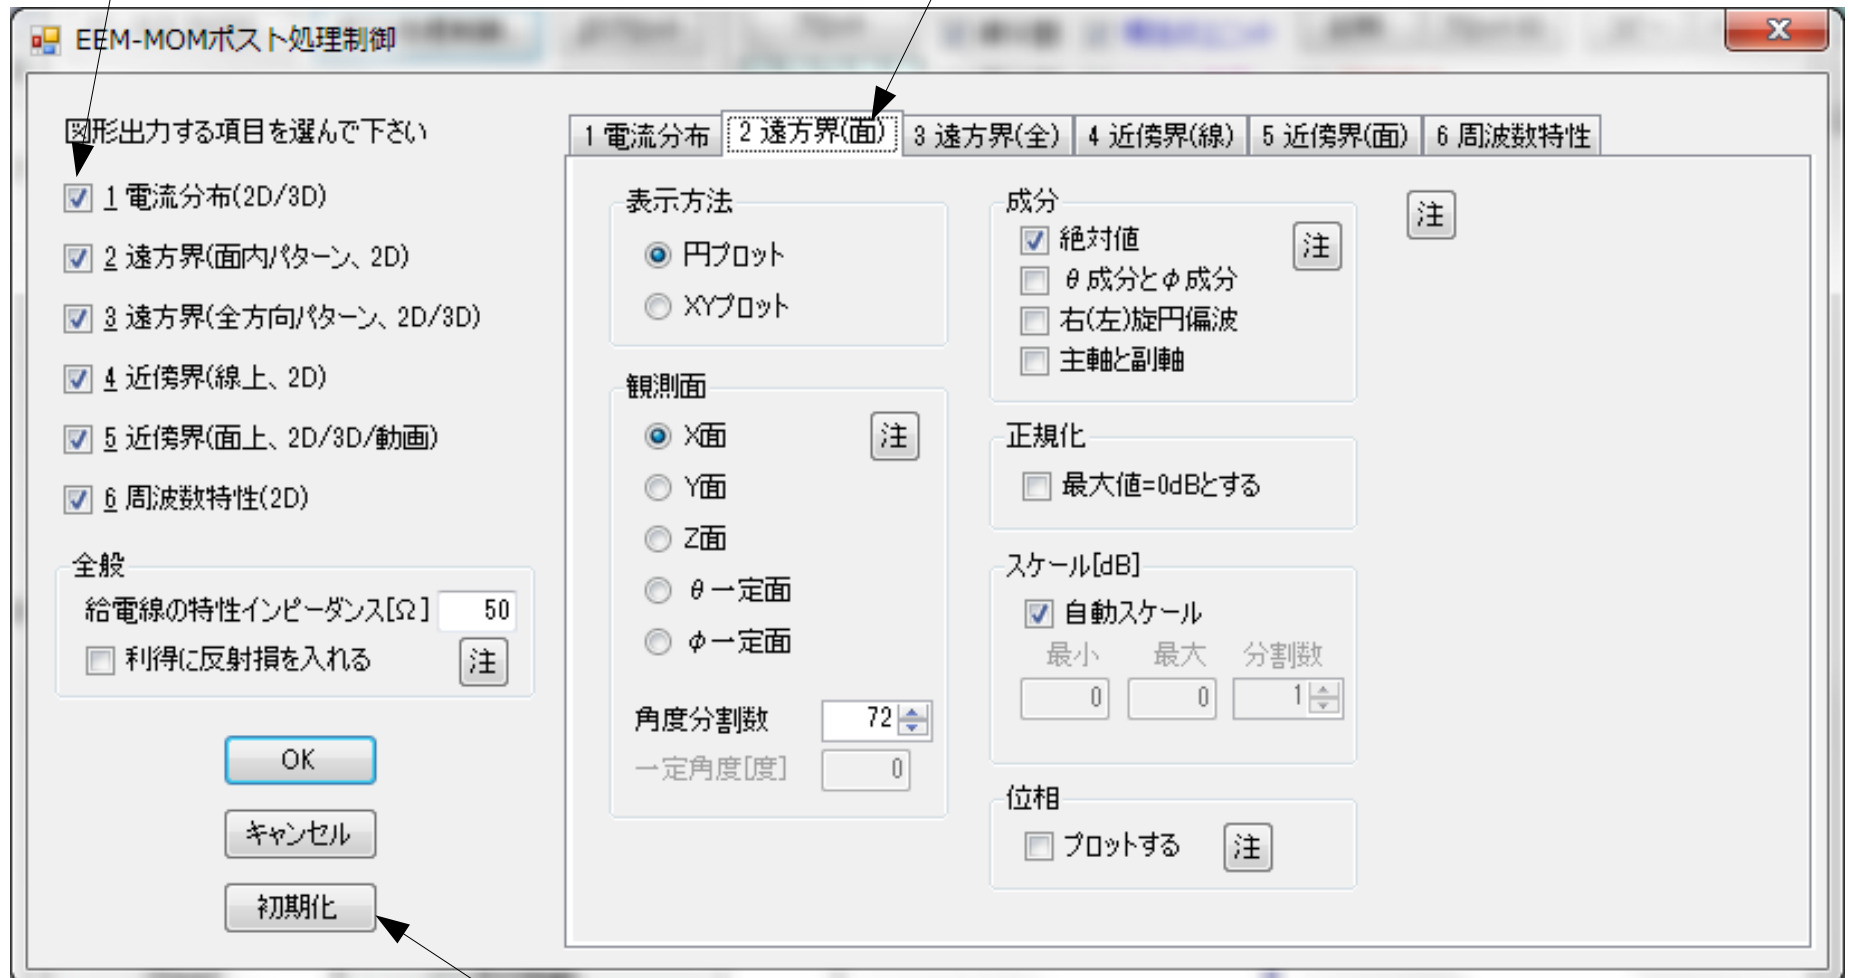 EEM-MOMポスト処理制御
図形出力する項目を選んで下さい
1 電流分布(2D/3D)
2 遠方界(面内パターン、2D)
3 遠方界(全方向パターン、2D/3D)
4 近傍界(線上、2D)
5 近傍界(面上、2D/3D/動画)
6 周波数特性(2D)
全般
給電線の特性インピーダンス[Ω] 50
利得に反射損を入れる 注
OK
キャンセル
初期化
1 電流分布 2 遠方界(面) 3 遠方界(全) 4 近傍界(線) 5 近傍界(面) 6 周波数特性
表示方法
円プロット
XYプロット
観測面
X面 注
Y面
Z面
θ一定面
φ一定面
角度分割数 72
一定角度[度] 0
成分
絶対値 注
θ成分とφ成分
右(左)旋円偏波
主軸と副軸
正規化
最大値=0dBとする
スケール[dB]
自動スケール
最小 最大 分割数
0 0 1
位相
プロットする 注
注